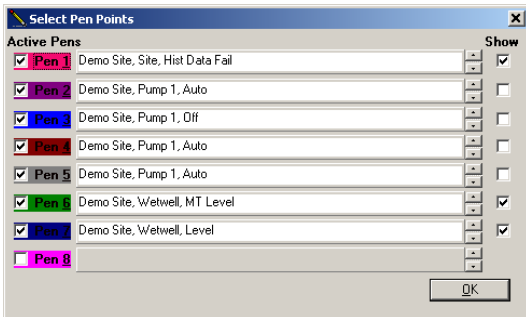 Select Pen Points
Active Pens Show
Pen 1 Demo Site, Site, Hist Data Fail
Pen 2 Demo Site, Pump 1, Auto
Pen 3 Demo Site, Pump 1, Off
Pen 4 Demo Site, Pump 1, Auto
Pen 5 Demo Site, Pump 1, Auto
Pen 6 Demo Site, Wetwell, MT Level
Pen 7 Demo Site, Wetwell, Level
Pen 8
OK